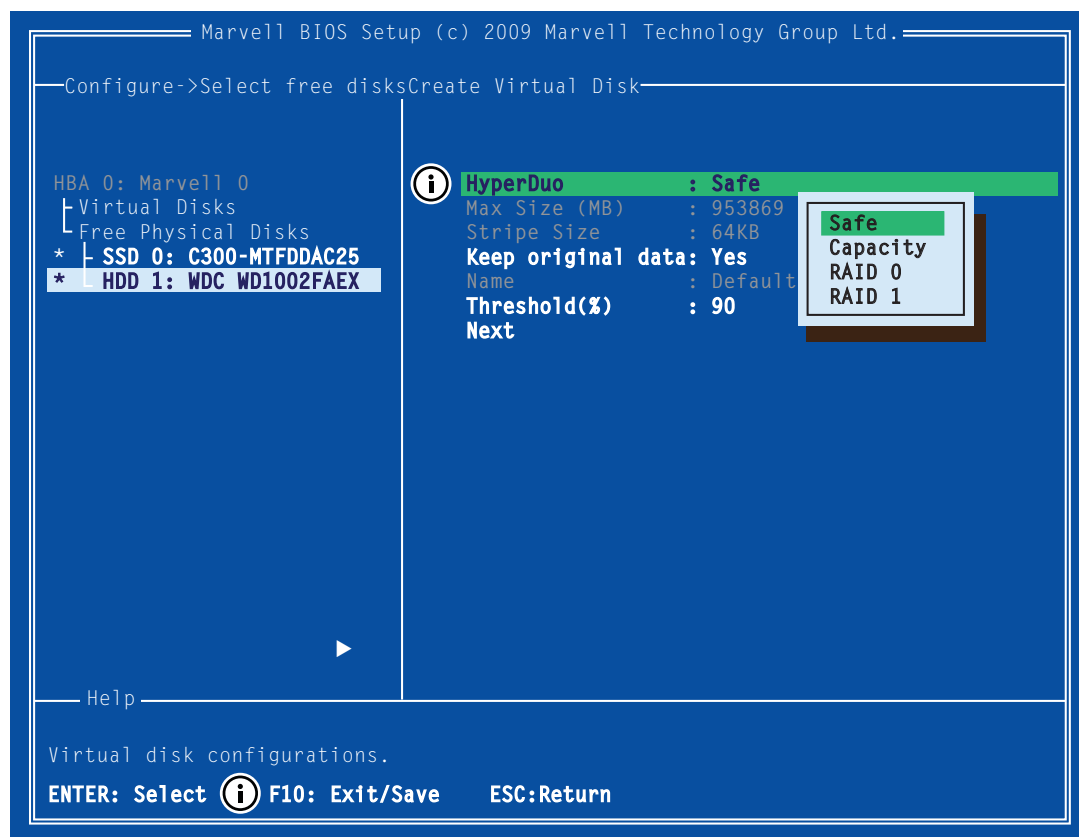 Marvell BIOS Setup (c) 2009 Marvell Technology Group Ltd.
Configure->Select free disksCreate Virtual Disk
HBA 0: Marvell 0
Virtual Disks
Free Physical Disks
* SSD 0: C300-MTFDDAC25
* HDD 1: WDC WD1002FAEX
i HyperDuo : Safe
Max Size (MB) : 953869
Stripe Size : 64KB
Keep original data: Yes
Name : Default
Threshold(%) : 90
Next
Safe
Capacity
RAID 0
RAID 1
Help
Virtual disk configurations.
ENTER: Select i F10: Exit/Save ESC:Return